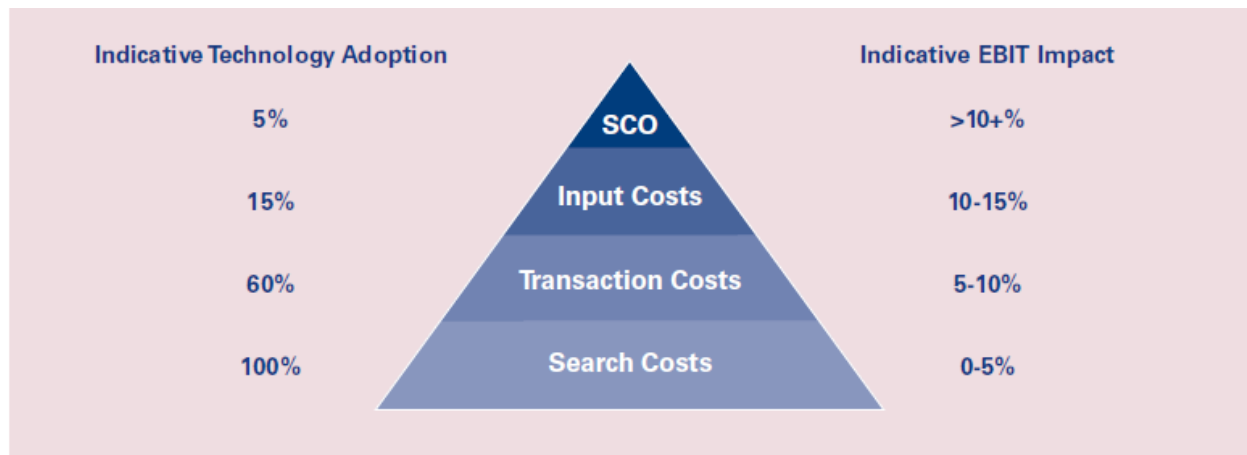 Indicative Technology Adoption
Indicative EBIT Impact
5%
SCO
>10+%
15%
Input Costs
10-15%
60%
Transaction Costs
5-10%
100%
Search Costs
0-5%